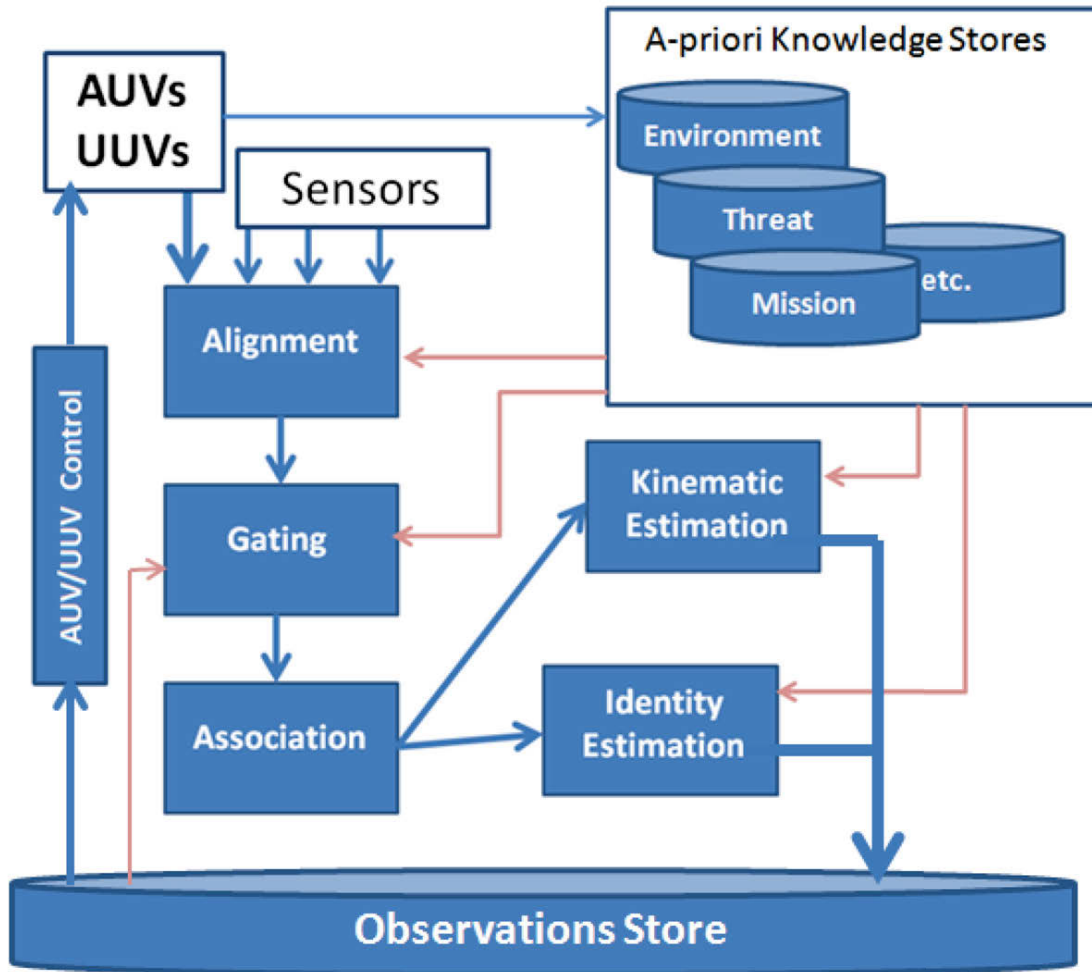 A-priori Knowledge Stores
AUVs
UUVs
Environment
Sensors
Threat
etc.
Mission
Alignment
AUV/UUV Control
Kinematic
Estimation
Gating
Identity
Estimation
Association
Observations Store